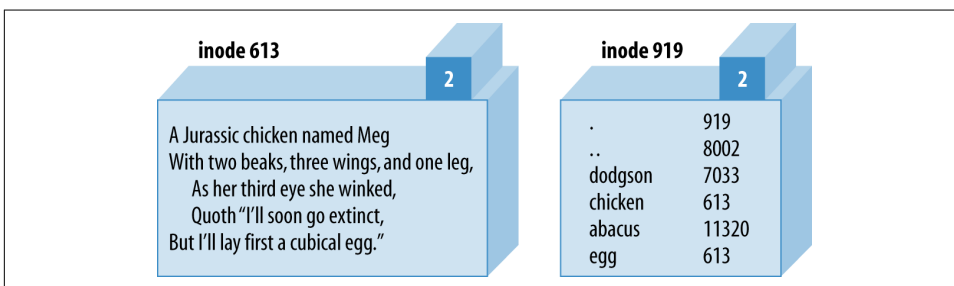 inode 613
2
A Jurassic chicken named Meg
With two beaks, three wings, and one leg,
As her third eye she winked,
Quoth “I’ll soon go extinct,
But I’ll lay first a cubical egg.”
inode 919
2
. 919
.. 8002
dodgson 7033
chicken 613
abacus 11320
egg 613